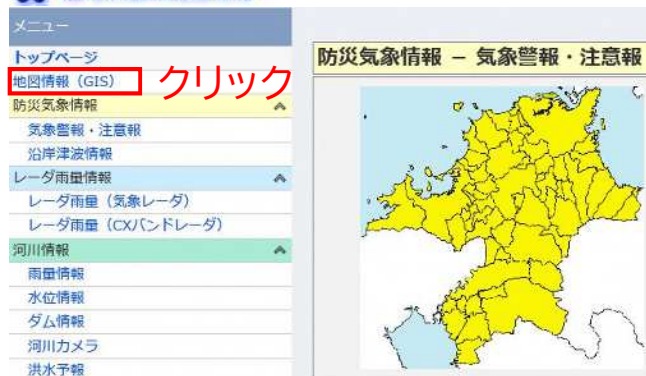 メニュー
トップページ
地図情報（GIS）
クリック
防災気象情報
気象警報・注意報
沿岸津波情報
レーダ雨量情報
レーダ雨量（気象レーダ）
レーダ雨量（CXバンドレーダ）
河川情報
雨量情報
水位情報
ダム情報
河川カメラ
洪水予報
防災気象情報 － 気象警報・注意報